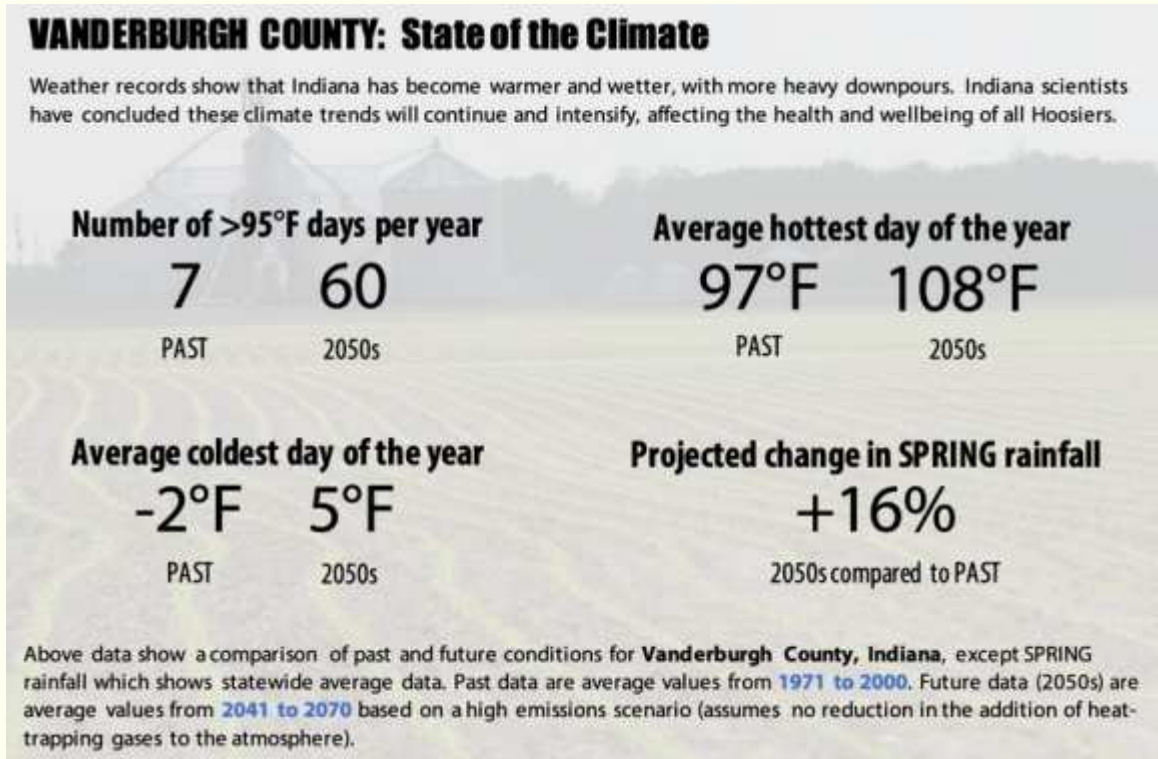 VANDERBURGH COUNTY: State of the Climate
Weather records show that Indiana has become warmer and wetter, with more heavy downpours. Indiana scientists
have concluded these climate trends will continue and intensify, affecting the health and wellbeing of all Hoosiers.
Number of >95°F days per year
7 60
PAST 2050s
Average hottest day of the year
97°F 108°F
PAST 2050s
Average coldest day of the year
-2°F 5°F
PAST 2050s
Projected change in SPRING rainfall
+16%
2050s compared to PAST
Above data show a comparison of past and future conditions for Vanderburgh County, Indiana, except SPRING
rainfall which shows statewide average data. Past data are average values from 1971 to 2000. Future data (2050s) are
average values from 2041 to 2070 based on a high emissions scenario (assumes no reduction in the addition of heat-
trapping gases to the atmosphere).